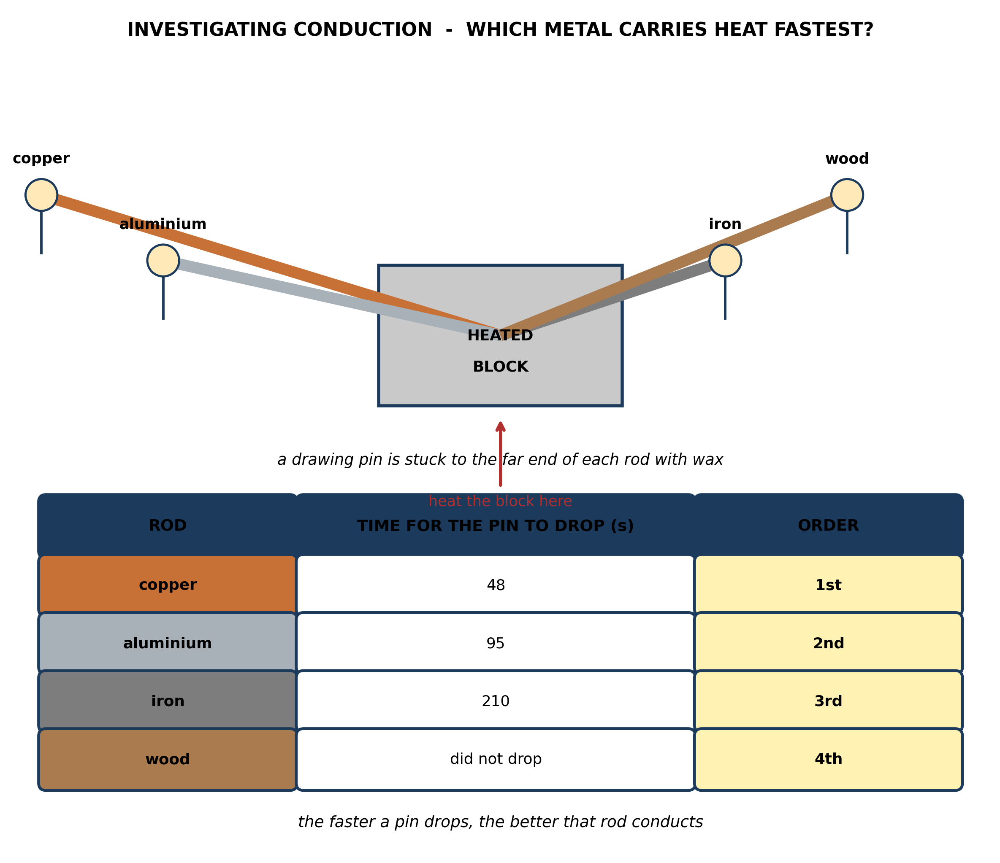 INVESTIGATING CONDUCTION - WHICH METAL CARRIES HEAT FASTEST?
copper
wood
aluminium
iron
HEATED
BLOCK
a drawing pin is stuck to the far end of each rod with wax
heat the block here
ROD TIME FOR THE PIN TO DROP (s) ORDER
copper 48 1st
aluminium 95 2nd
iron 210 3rd
wood did not drop 4th
the faster a pin drops, the better that rod conducts